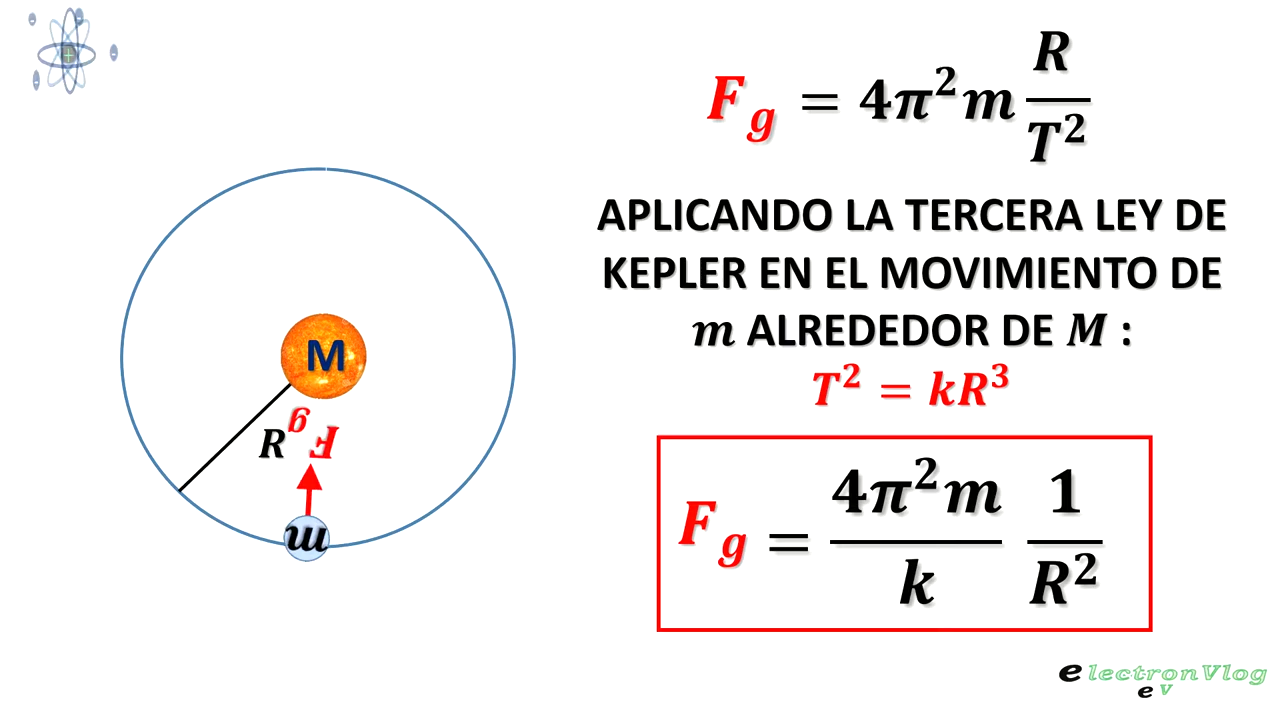 F_g = 4π²m R/T²
APLICANDO LA TERCERA LEY DE
KEPLER EN EL MOVIMIENTO DE
m ALREDEDOR DE M :
T² = kR³
F_g = 4π²m/k 1/R²
M
R
F_g
m
electronVlog
e v